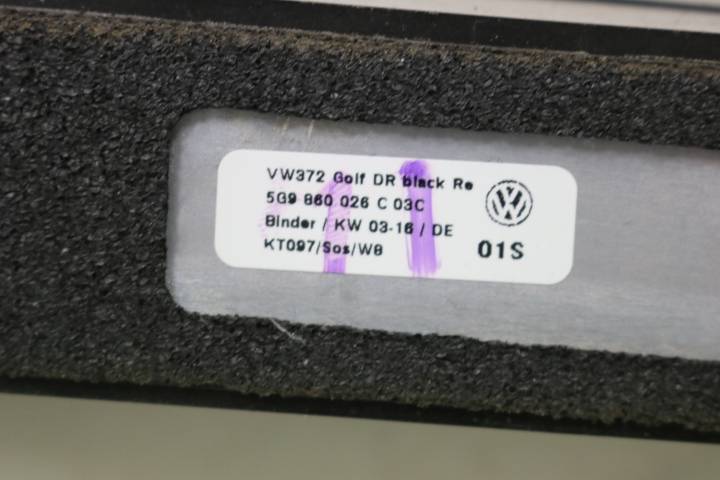 VW372 Golf DR black Re
5G9 860 026 C 03C
Binder / KW 03-16 / DE
KT097/Sos/W8
01S